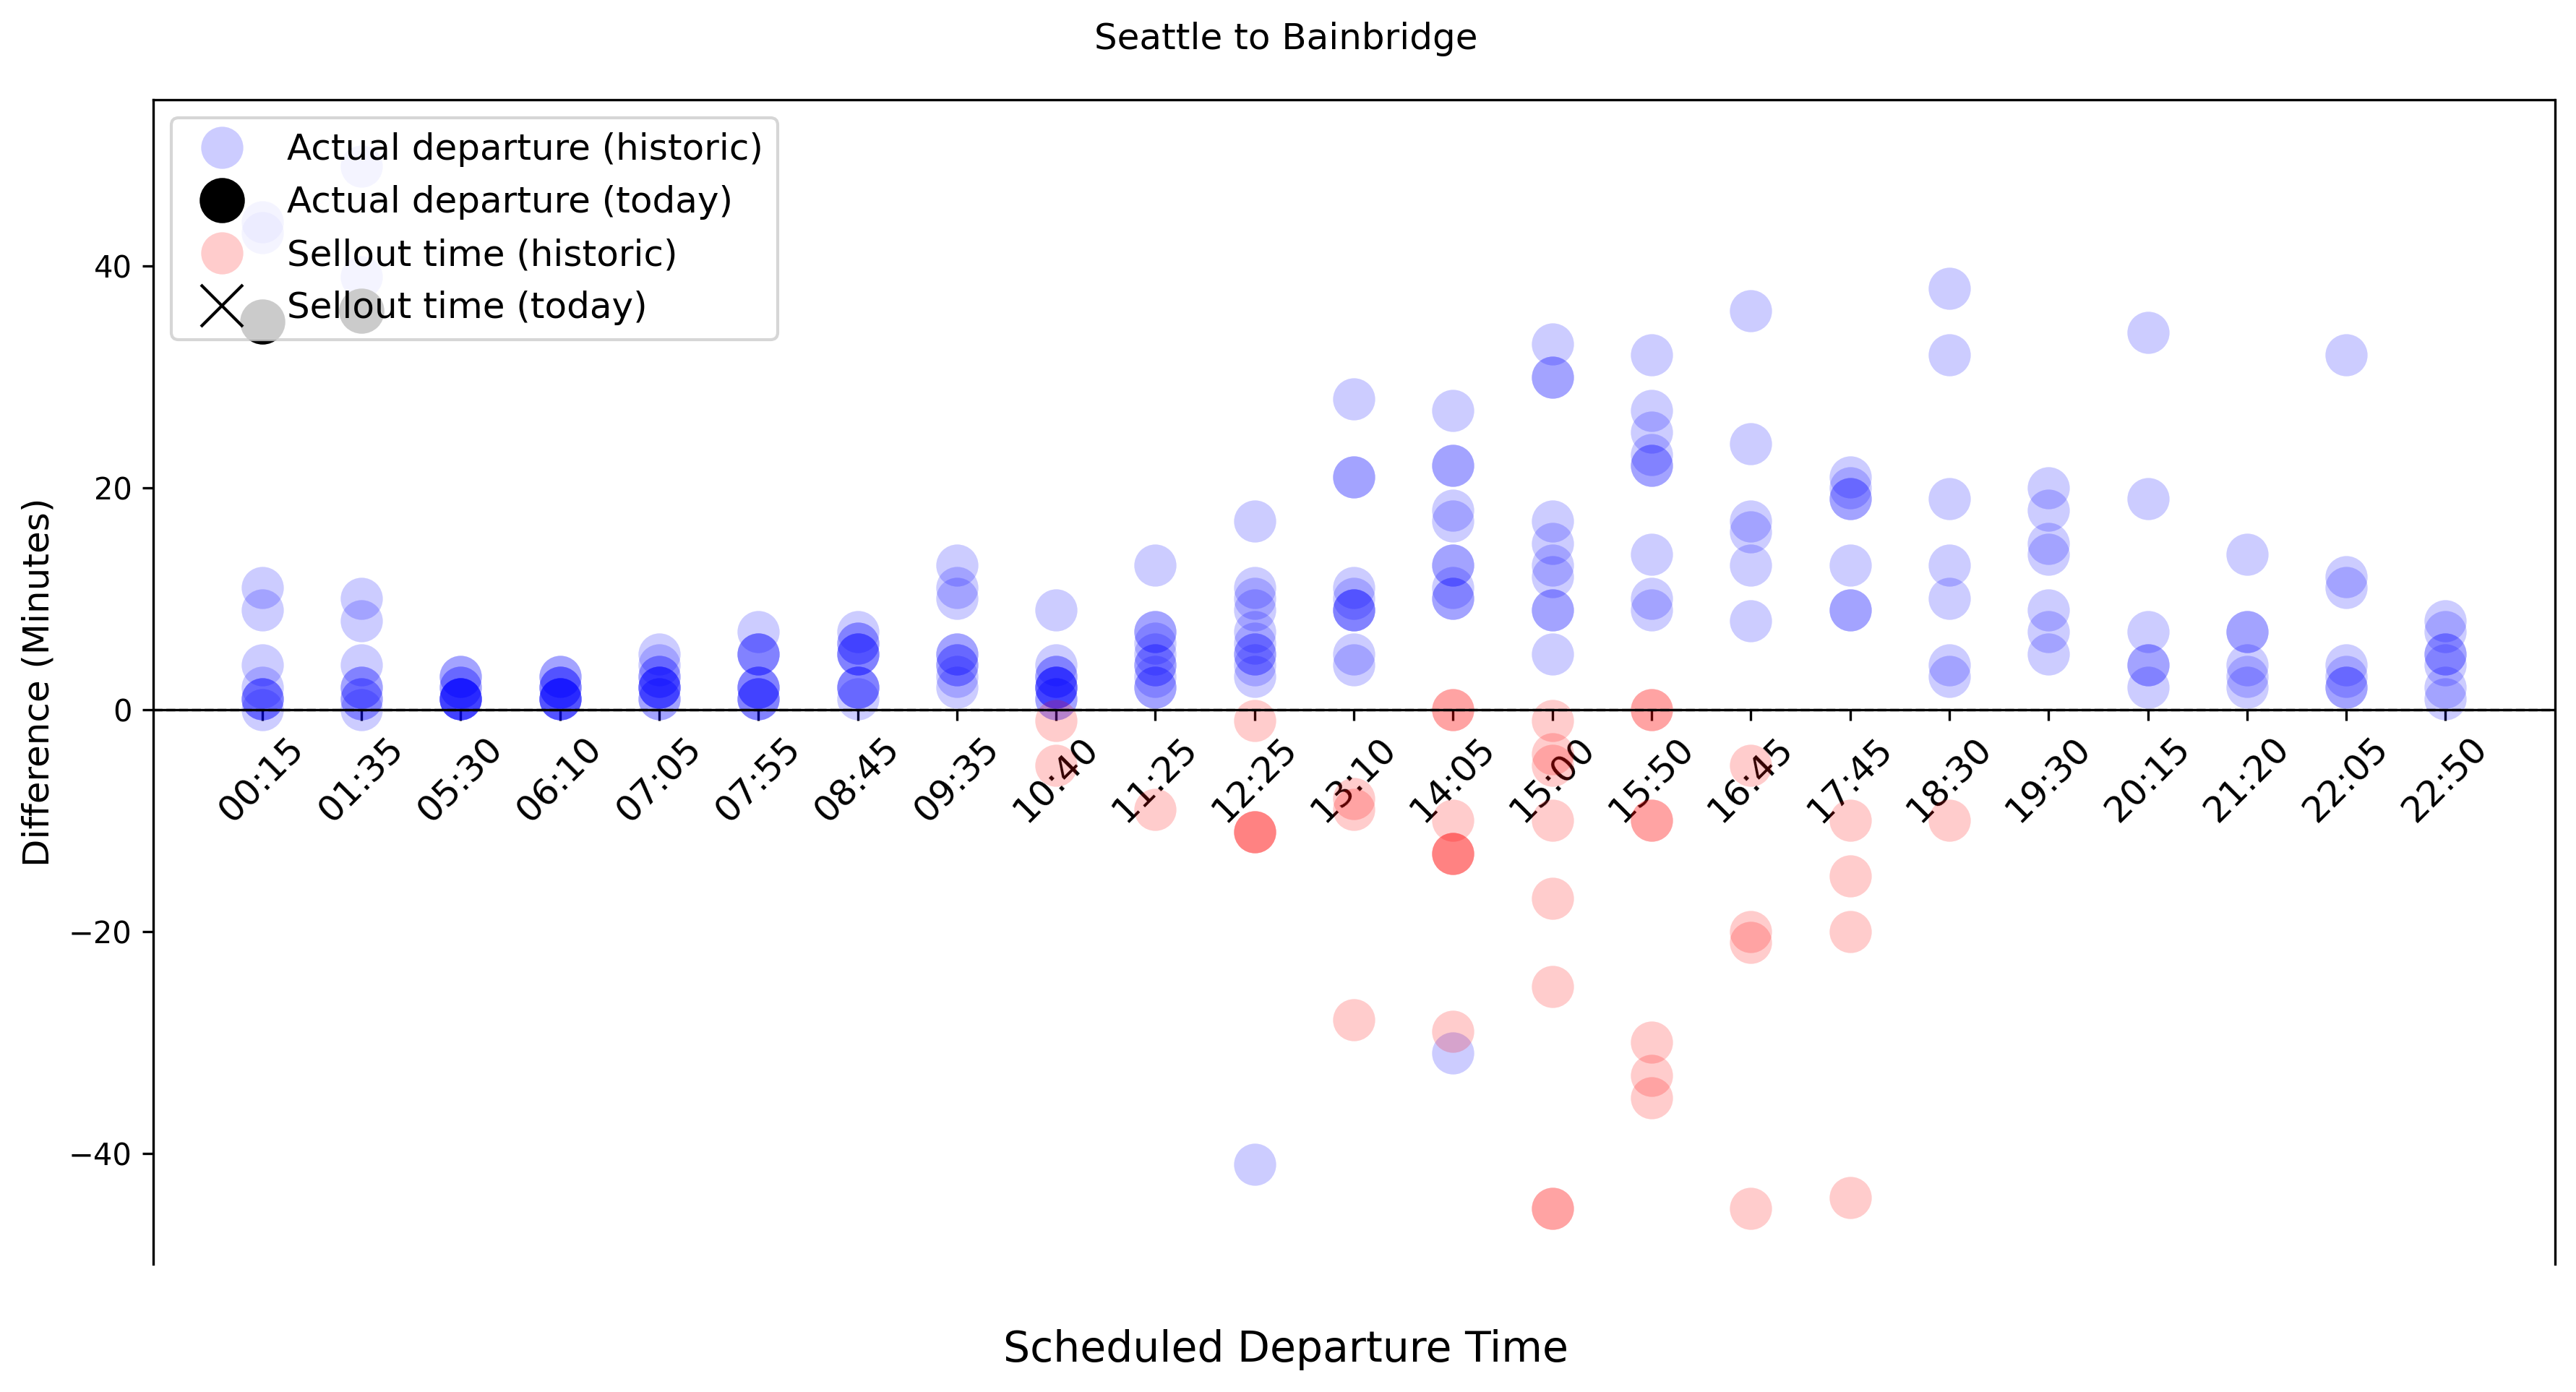 Seattle to Bainbridge
Actual departure (historic)
Actual departure (today)
Sellout time (historic)
Sellout time (today)
Difference (Minutes)
40
20
0
−20
−40
00:15 01:35 05:30 06:10 07:05 07:55 08:45 09:35 10:40 11:25 12:25 13:10 14:05 15:00 15:50 16:45 17:45 18:30 19:30 20:15 21:20 22:05 22:50
Scheduled Departure Time